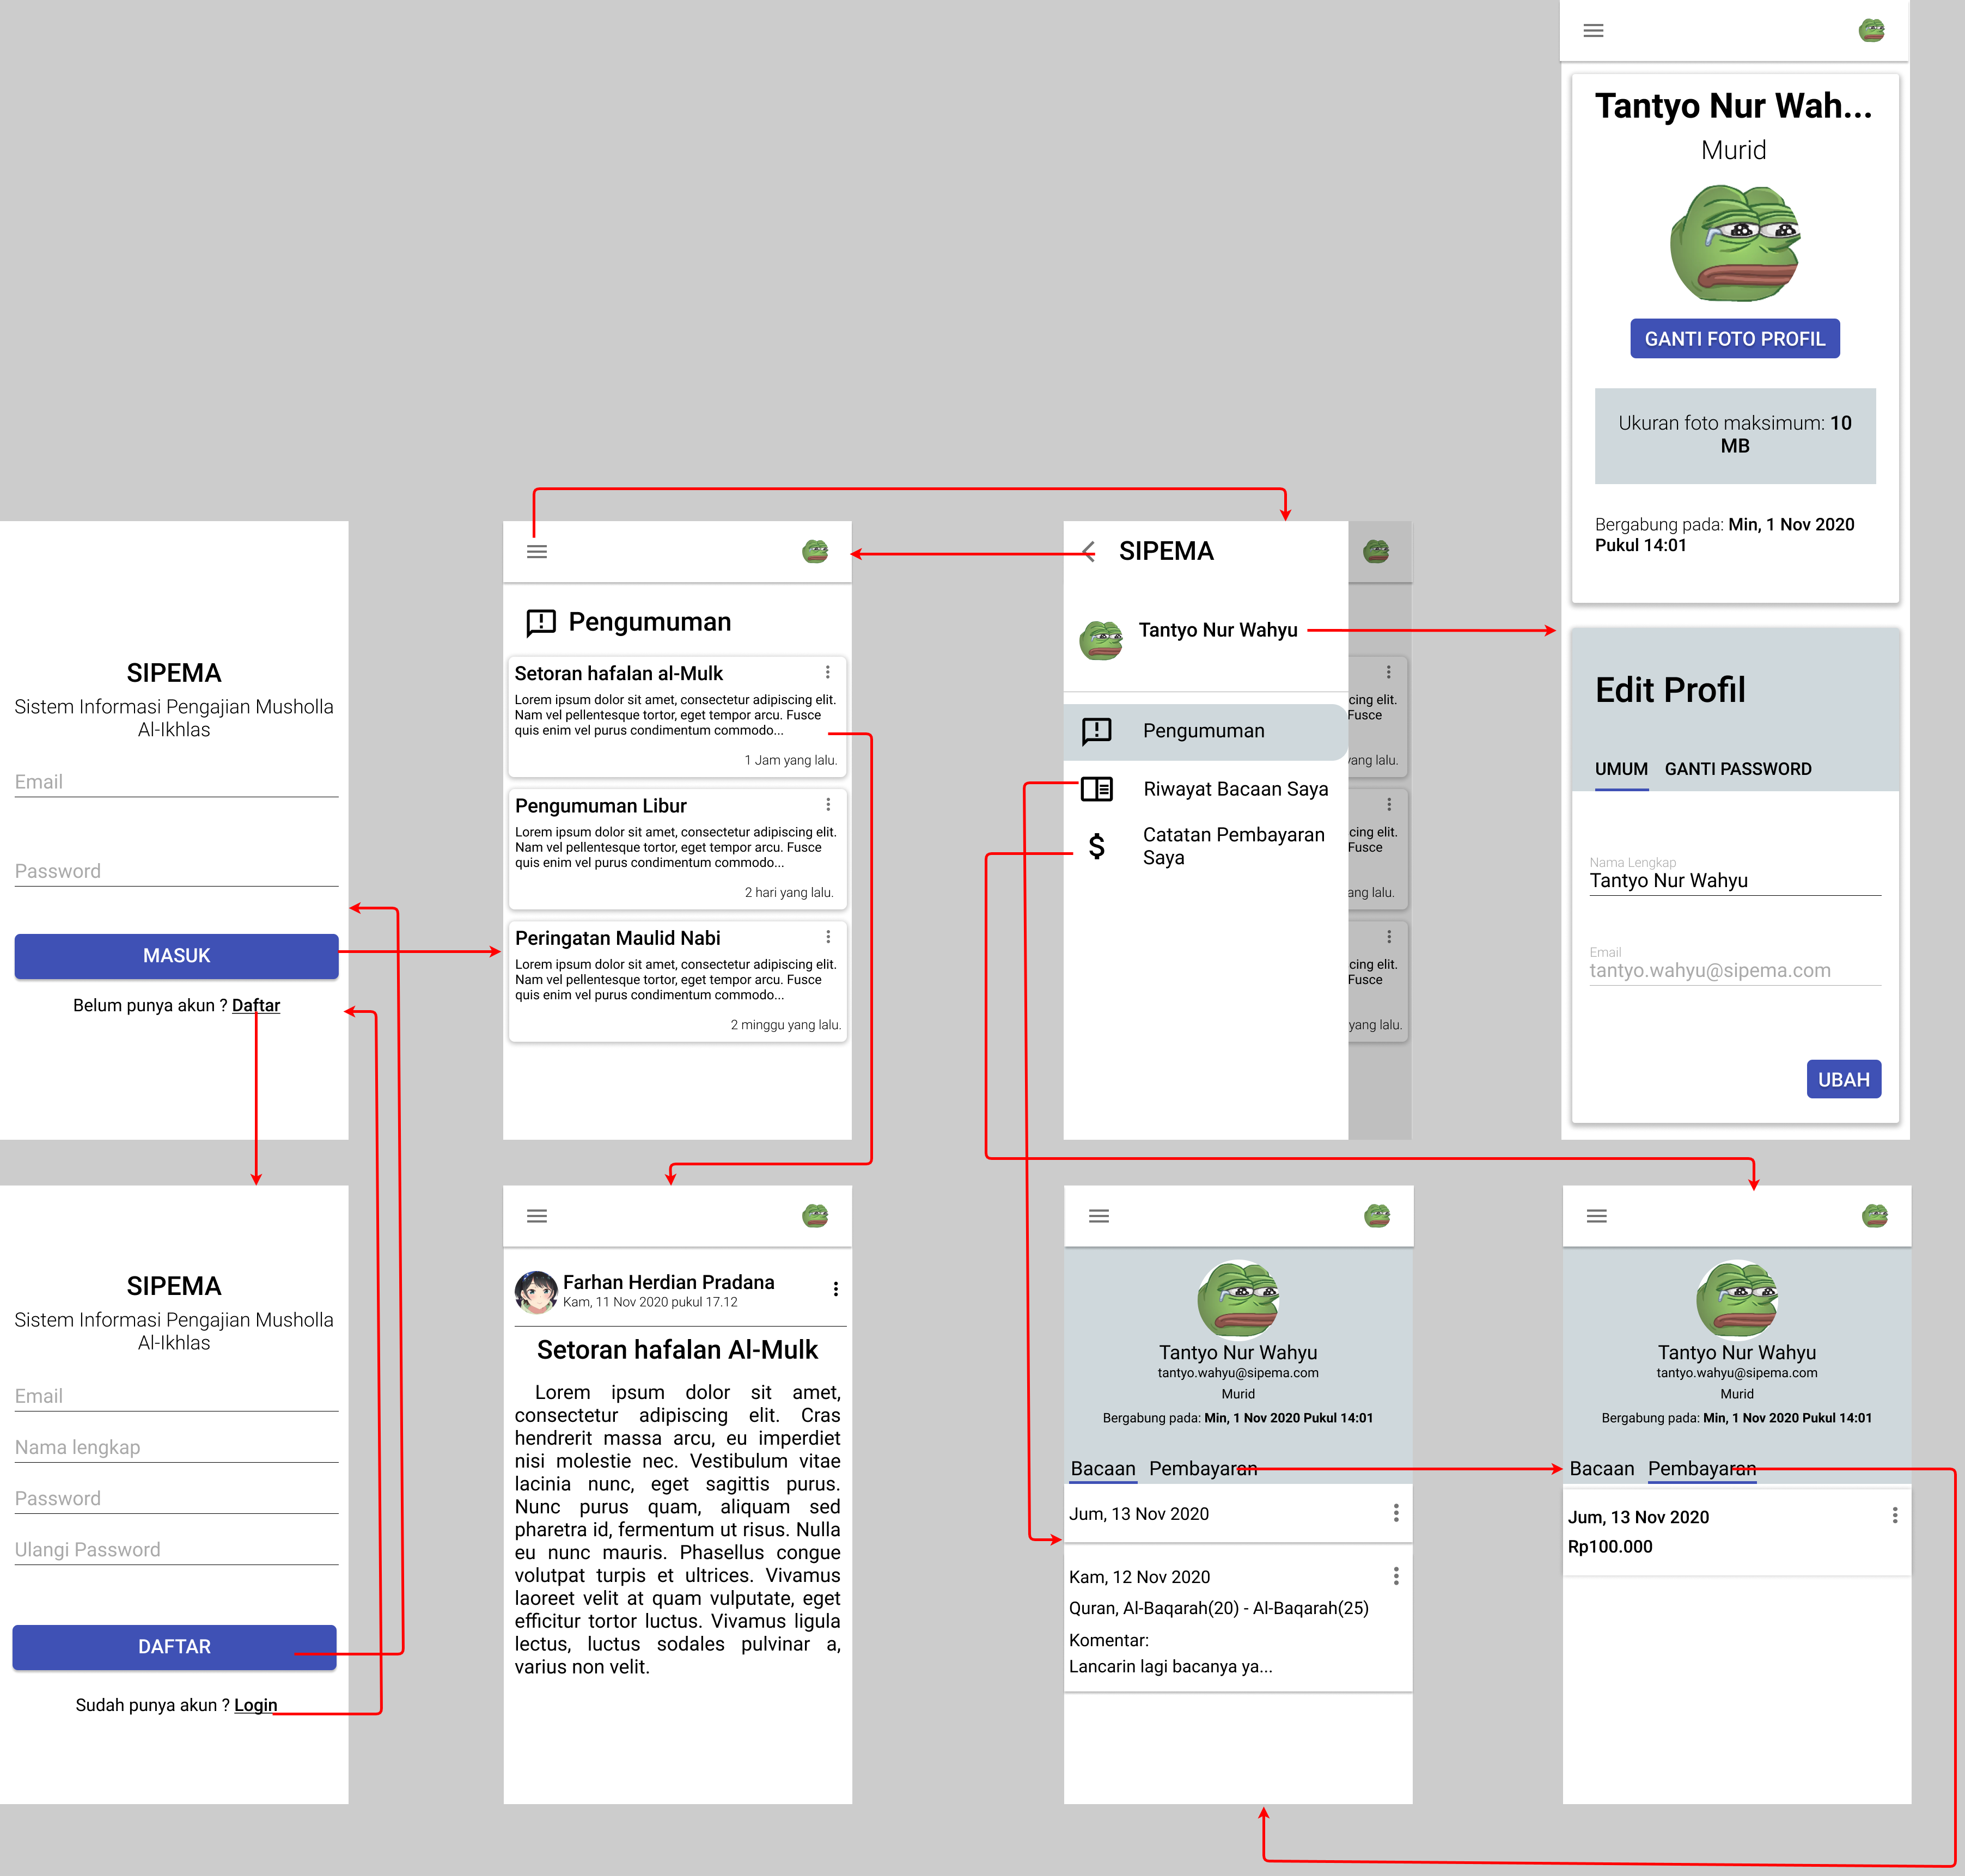 Tantyo Nur Wah...
Murid
GANTI FOTO PROFIL
Ukuran foto maksimum: 10
MB
Bergabung pada: Min, 1 Nov 2020
Pukul 14:01
Edit Profil
UMUM GANTI PASSWORD
Nama Lengkap
Tantyo Nur Wahyu
Email
tantyo.wahyu@sipema.com
UBAH
SIPEMA
Sistem Informasi Pengajian Musholla
Al-Ikhlas
Email
Password
MASUK
Belum punya akun ? Daftar
Pengumuman
Setoran hafalan al-Mulk
Lorem ipsum dolor sit amet, consectetur adipiscing elit.
Nam vel pellentesque tortor, eget tempor arcu. Fusce
quis enim vel purus condimentum commodo...
1 Jam yang lalu.
Pengumuman Libur
Lorem ipsum dolor sit amet, consectetur adipiscing elit.
Nam vel pellentesque tortor, eget tempor arcu. Fusce
quis enim vel purus condimentum commodo...
2 hari yang lalu.
Peringatan Maulid Nabi
Lorem ipsum dolor sit amet, consectetur adipiscing elit.
Nam vel pellentesque tortor, eget tempor arcu. Fusce
quis enim vel purus condimentum commodo...
2 minggu yang lalu.
SIPEMA
Tantyo Nur Wahyu
Pengumuman
Riwayat Bacaan Saya
Catatan Pembayaran
Saya
cing elit.
Fusce
yang lalu.
cing elit.
Fusce
ang lalu.
cing elit.
Fusce
yang lalu.
SIPEMA
Sistem Informasi Pengajian Musholla
Al-Ikhlas
Email
Nama lengkap
Password
Ulangi Password
DAFTAR
Sudah punya akun ? Login
Farhan Herdian Pradana
Kam, 11 Nov 2020 pukul 17.12
Setoran hafalan Al-Mulk
Lorem ipsum dolor sit amet,
consectetur adipiscing elit. Cras
hendrerit massa arcu, eu imperdiet
nisi molestie nec. Vestibulum vitae
lacinia nunc, eget sagittis purus.
Nunc purus quam, aliquam sed
pharetra id, fermentum ut risus. Nulla
eu nunc mauris. Phasellus congue
volutpat turpis et ultrices. Vivamus
laoreet velit at quam vulputate, eget
efficitur tortor luctus. Vivamus ligula
lectus, luctus sodales pulvinar a,
varius non velit.
Tantyo Nur Wahyu
tantyo.wahyu@sipema.com
Murid
Bergabung pada: Min, 1 Nov 2020 Pukul 14:01
Bacaan Pembayaran
Jum, 13 Nov 2020
Kam, 12 Nov 2020
Quran, Al-Baqarah(20) - Al-Baqarah(25)
Komentar:
Lancarin lagi bacanya ya...
Tantyo Nur Wahyu
tantyo.wahyu@sipema.com
Murid
Bergabung pada: Min, 1 Nov 2020 Pukul 14:01
Bacaan Pembayaran
Jum, 13 Nov 2020
Rp100.000